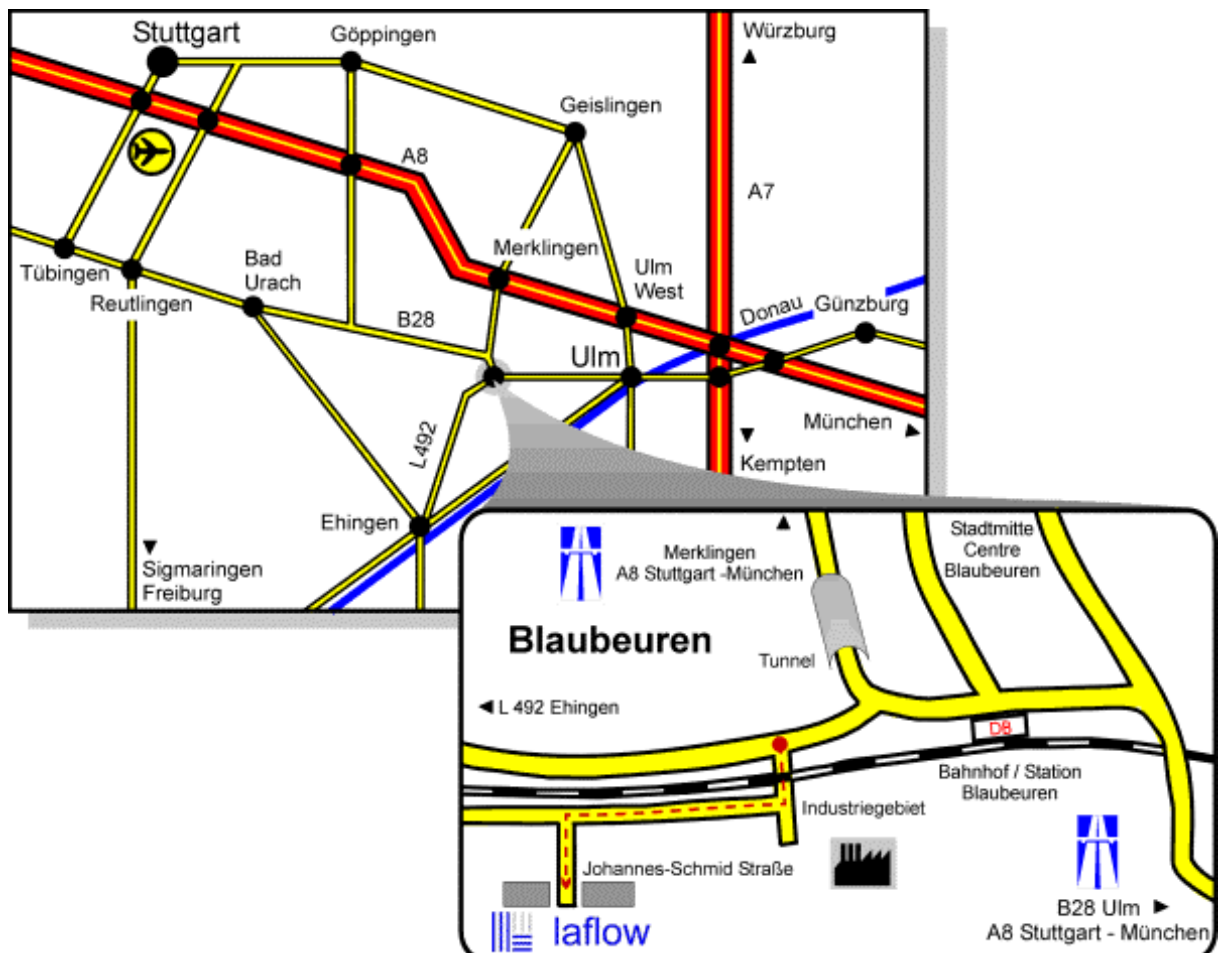 Stuttgart
Göppingen
Würzburg
Geislingen
A8
A7
Merklingen
Bad
Urach
Ulm
West
Tübingen
Reutlingen
Donau
Günzburg
B28
Ulm
München
L492
Kempten
Ehingen
Sigmaringen
Freiburg
Merklingen
A8 Stuttgart -München
Stadtmitte
Centre
Blaubeuren
Blaubeuren
Tunnel
L 492 Ehingen
DB
Bahnhof / Station
Blaubeuren
Industriegebiet
Johannes-Schmid Straße
B28 Ulm
A8 Stuttgart - München
laflow